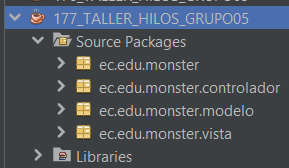 177_TALLER_HILOS_GRUPO05
Source Packages
ec.edu.monster
ec.edu.monster.controlador
ec.edu.monster.modelo
ec.edu.monster.vista
Libraries